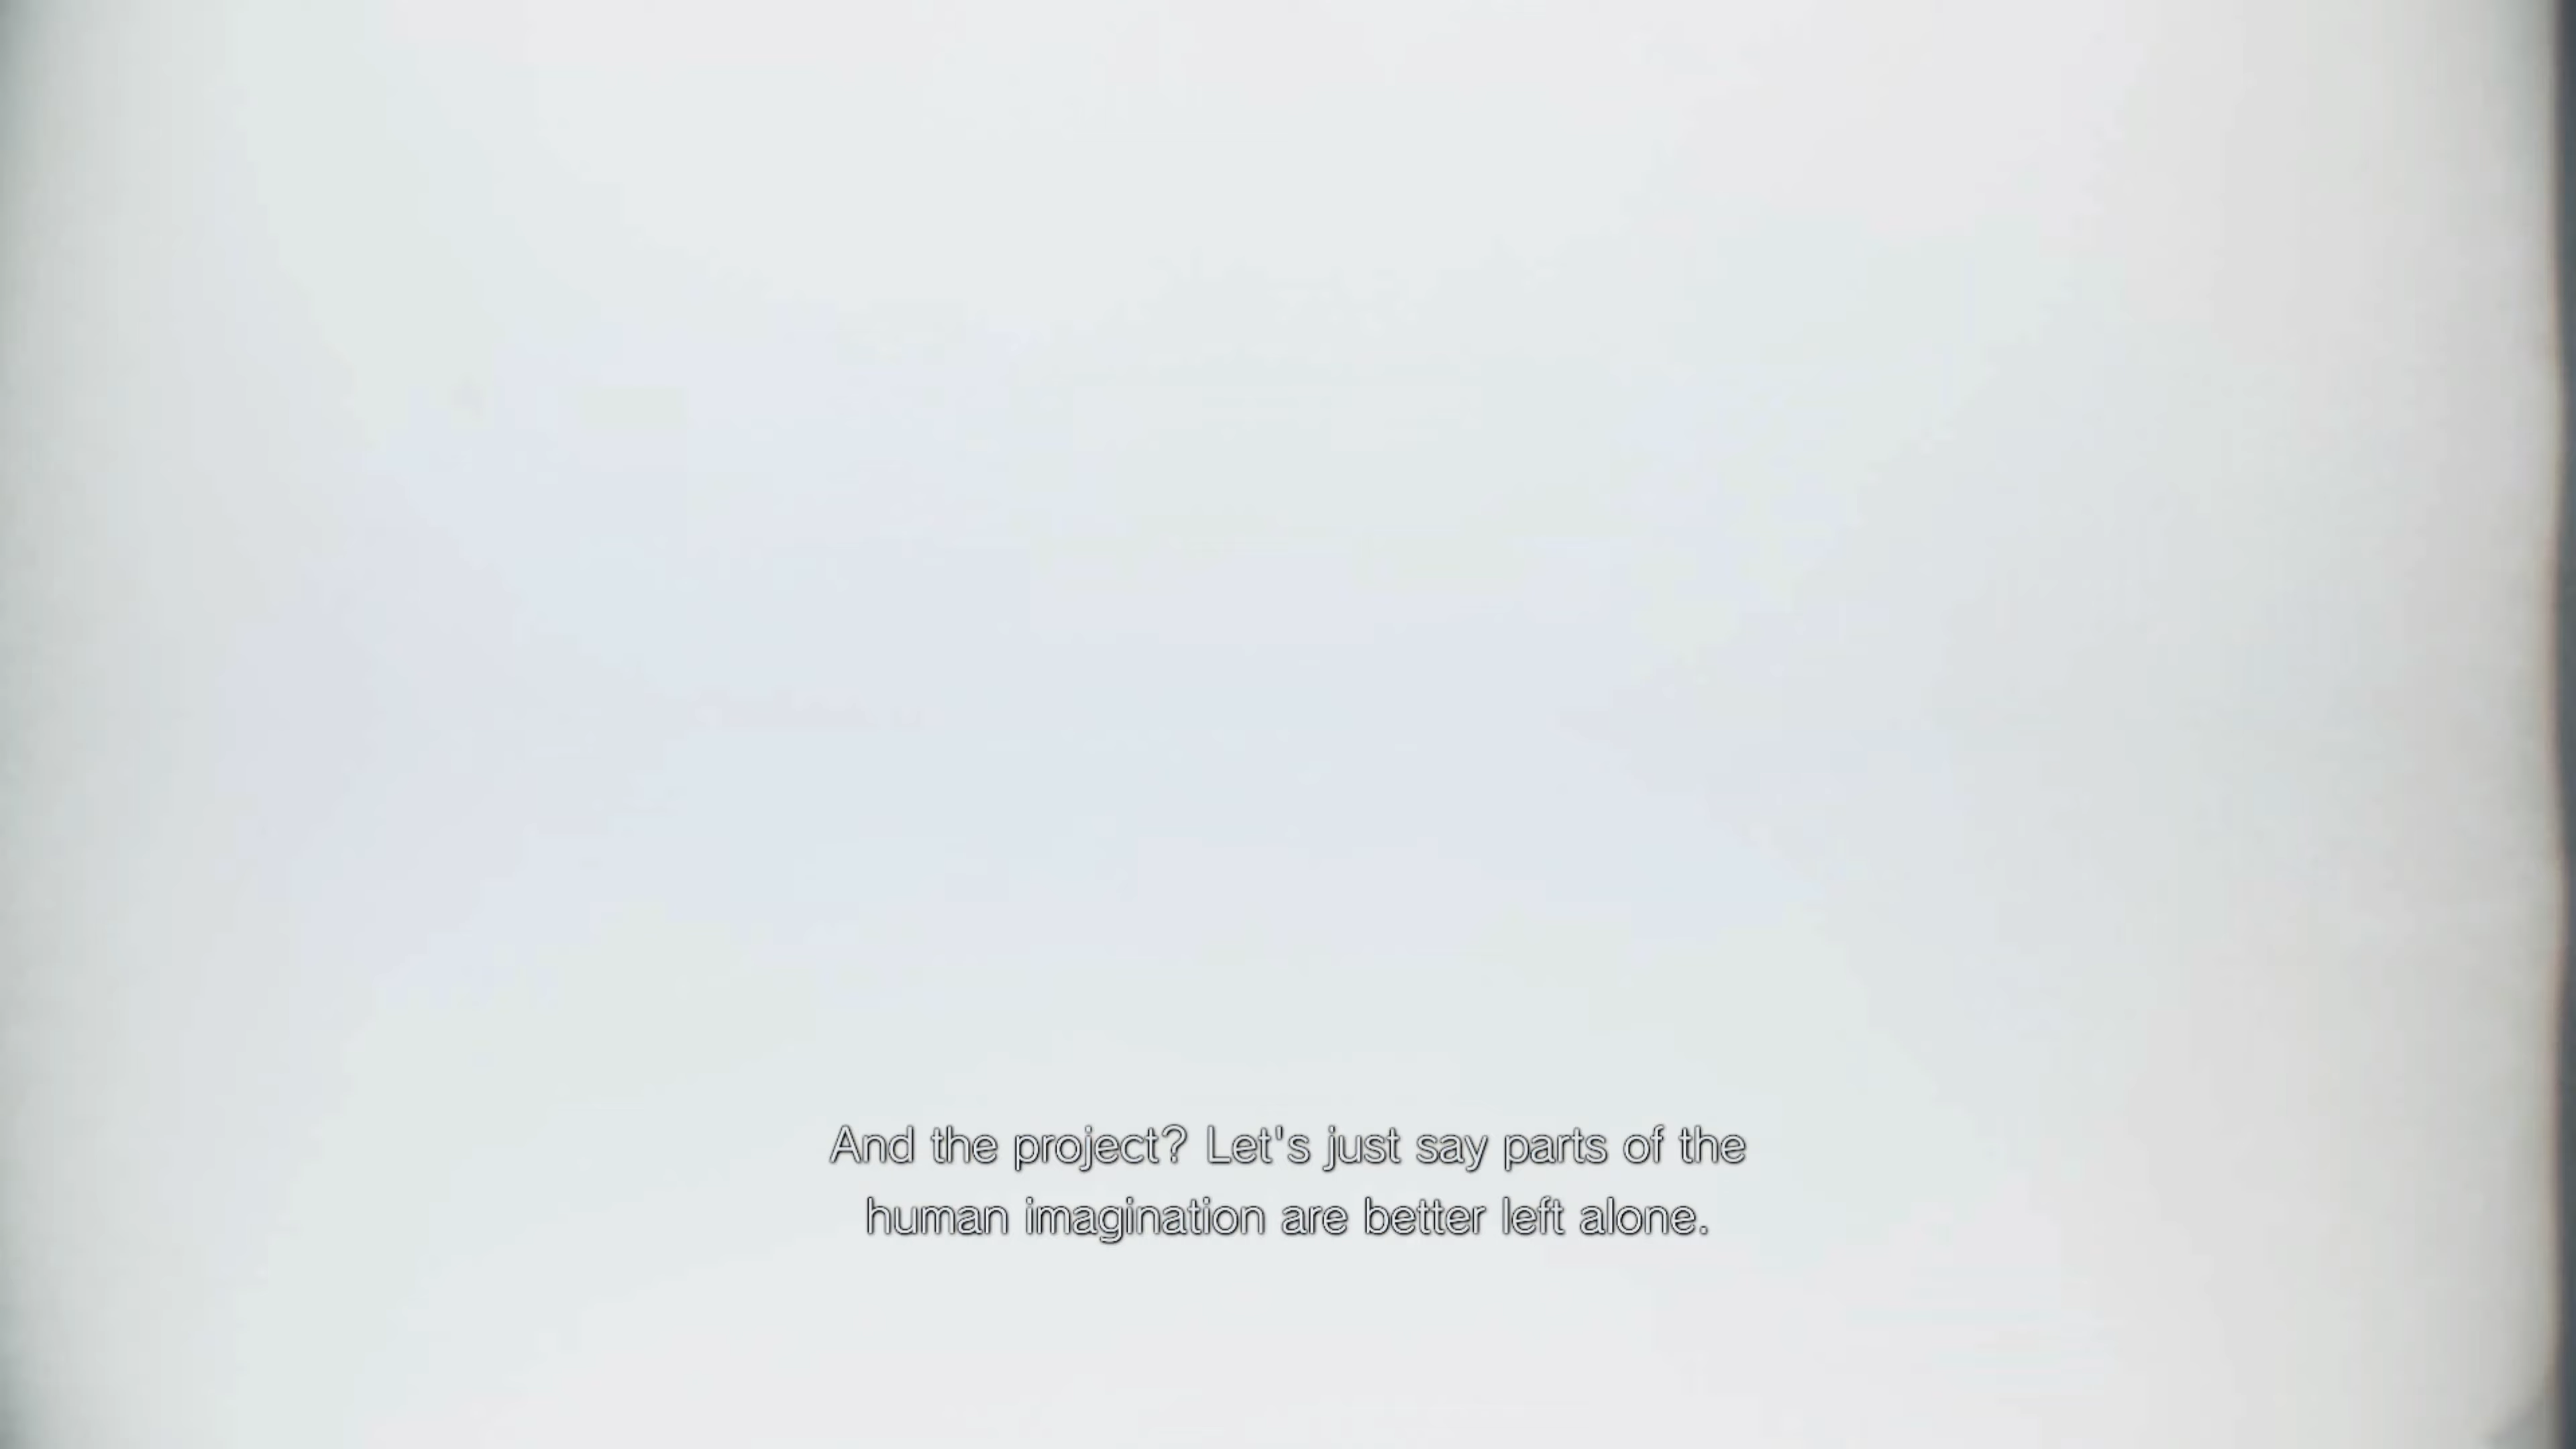 And the project? Let's just say parts of the
human imagination are better left alone.